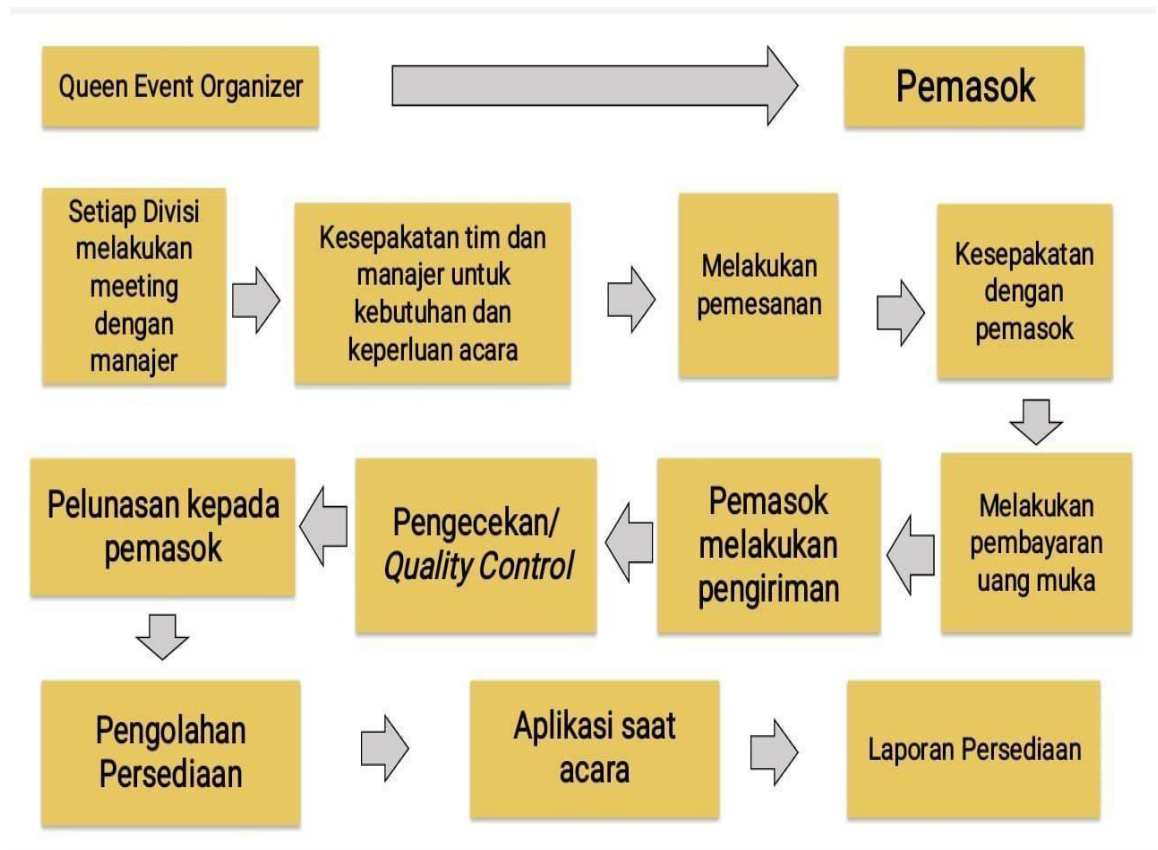 Queen Event Organizer
Pemasok
Setiap Divisi
melakukan
meeting
dengan
manajer
Kesepakatan tim dan
manajer untuk
kebutuhan dan
keperluan acara
Melakukan
pemesanan
Kesepakatan
dengan
pemasok
Melakukan
pembayaran
uang muka
Pemasok
melakukan
pengiriman
Pengecekan/
Quality Control
Pelunasan kepada
pemasok
Pengolahan
Persediaan
Aplikasi saat
acara
Laporan Persediaan